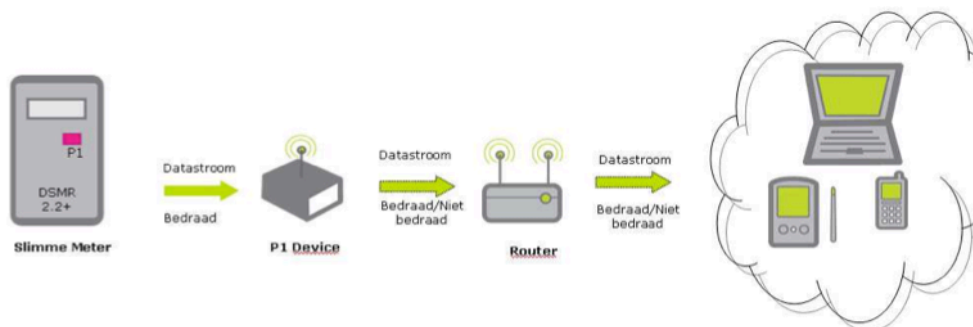 P1
DSMR
2.2+
Slimme Meter
Datastroom
Bedraad
P1 Device
Datastroom
Bedraad/Niet
bedraad
Router
Datastroom
Bedraad/Niet
bedraad